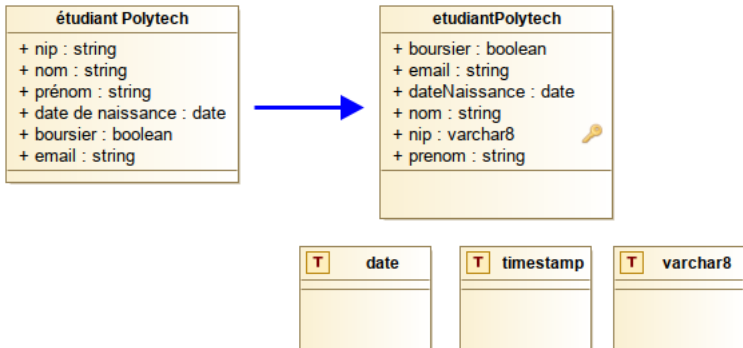 étudiant Polytech
+ nip : string
+ nom : string
+ prénom : string
+ date de naissance : date
+ boursier : boolean
+ email : string
etudiantPolytech
+ boursier : boolean
+ email : string
+ dateNaissance : date
+ nom : string
+ nip : varchar8
+ prenom : string
T date
T timestamp
T varchar8